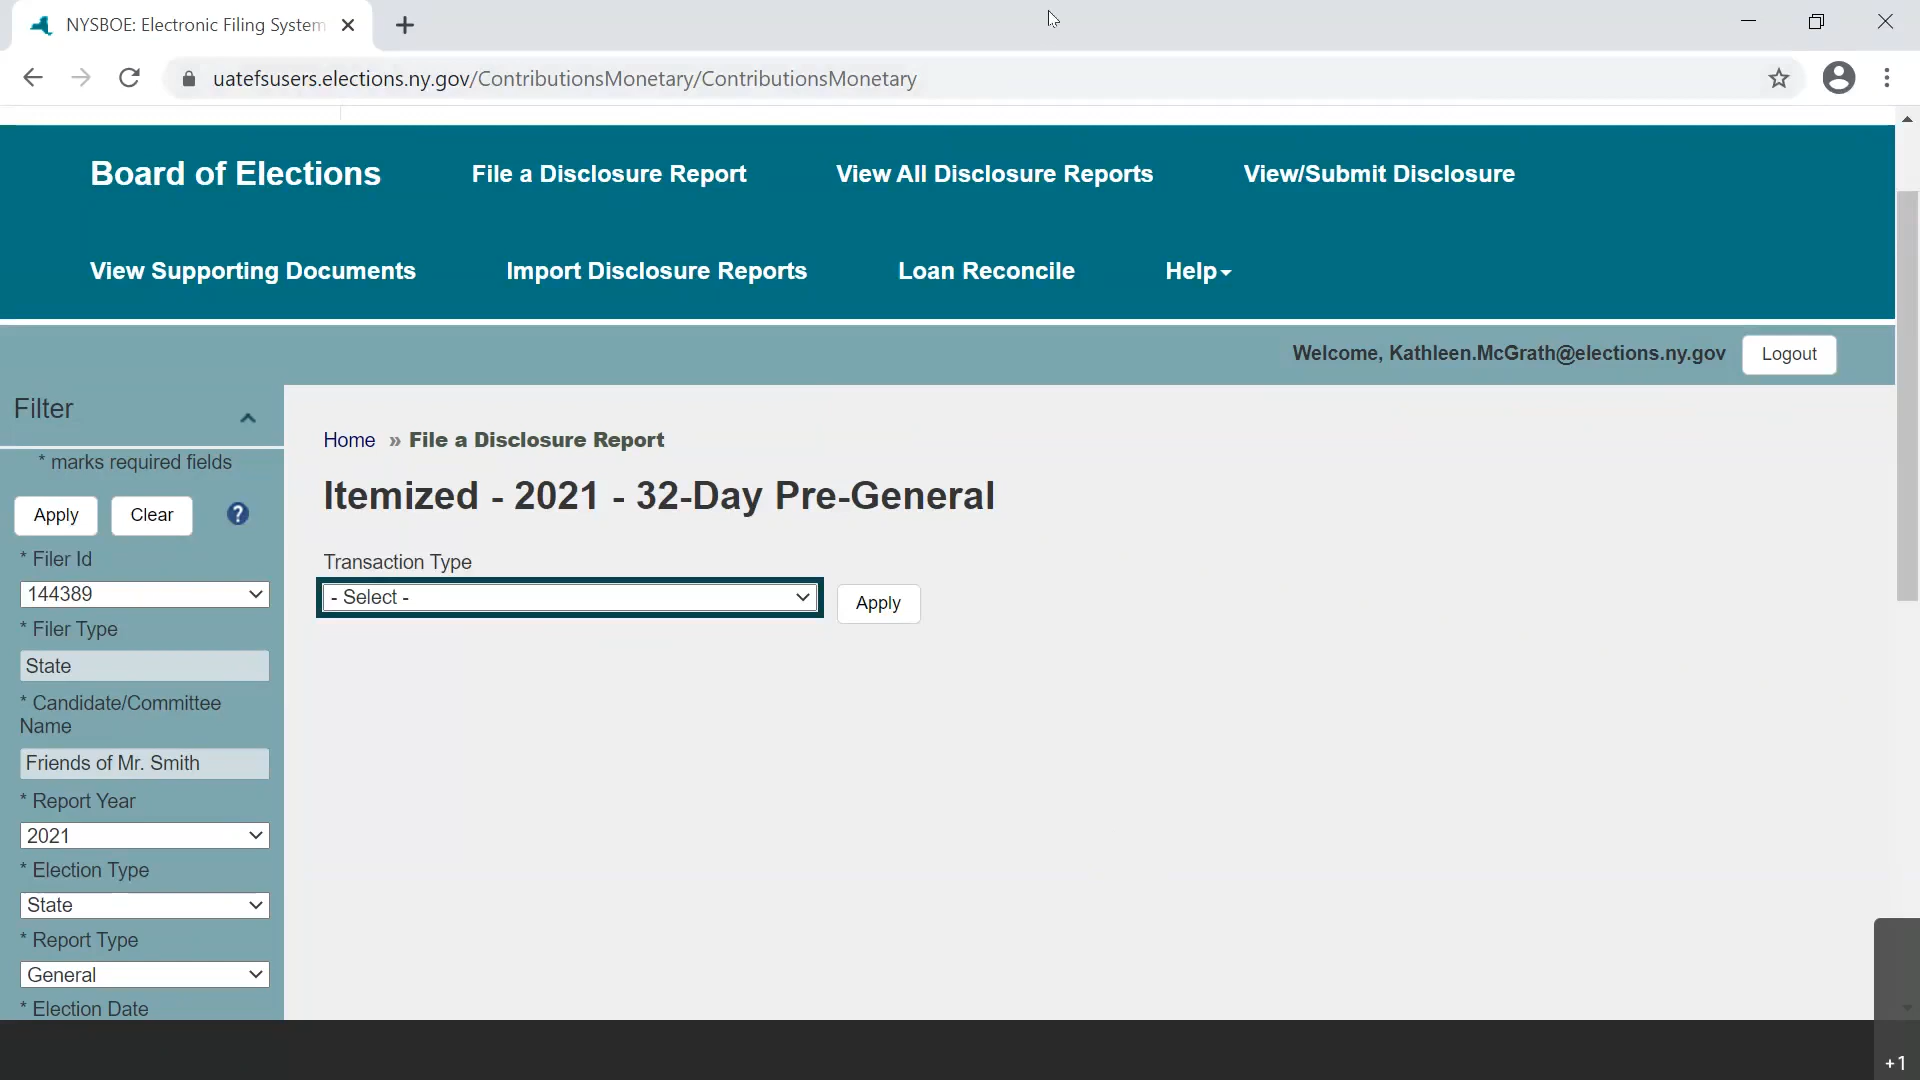 NYSBOE: Electronic Filing System
uatefsusers.elections.ny.gov/ContributionsMonetary/ContributionsMonetary
Board of Elections
File a Disclosure Report
View All Disclosure Reports
View/Submit Disclosure
View Supporting Documents
Import Disclosure Reports
Loan Reconcile
Help
Welcome, Kathleen.McGrath@elections.ny.gov
Logout
Filter
* marks required fields
Apply
Clear
?
* Filer Id
144389
* Filer Type
State
* Candidate/Committee
Name
Friends of Mr. Smith
* Report Year
2021
* Election Type
State
* Report Type
General
* Election Date
Home » File a Disclosure Report
Itemized - 2021 - 32-Day Pre-General
Transaction Type
- Select -
Apply
+1